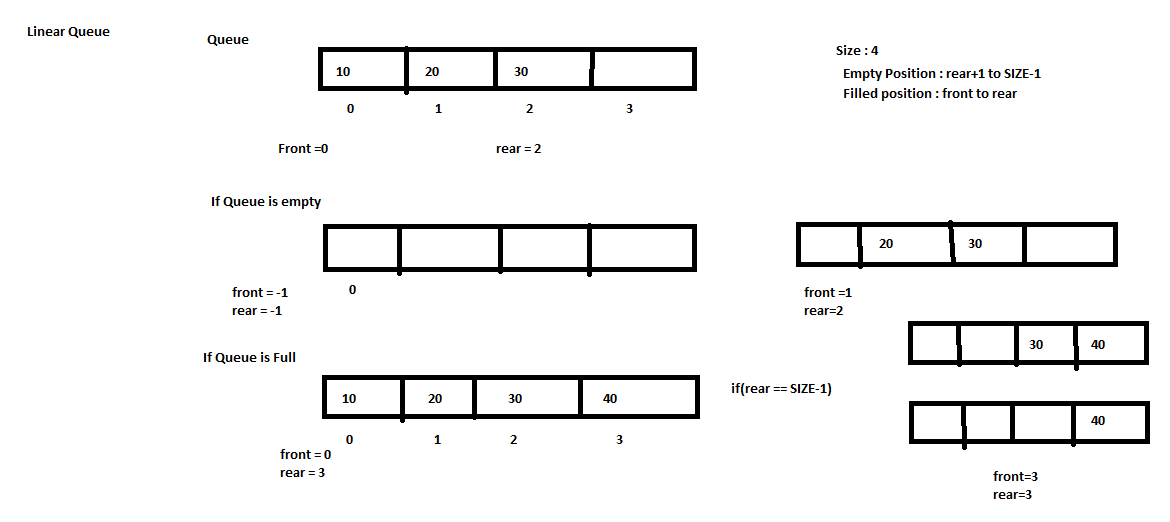 Linear Queue
Queue
10 20 30
0 1 2 3
Front =0 rear = 2
Size : 4
Empty Position : rear+1 to SIZE-1
Filled position : front to rear
If Queue is empty
0
front = -1
rear = -1
20 30
front =1
rear=2
If Queue is Full
10 20 30 40
0 1 2 3
front = 0
rear = 3
if(rear == SIZE-1)
30 40
40
front=3
rear=3